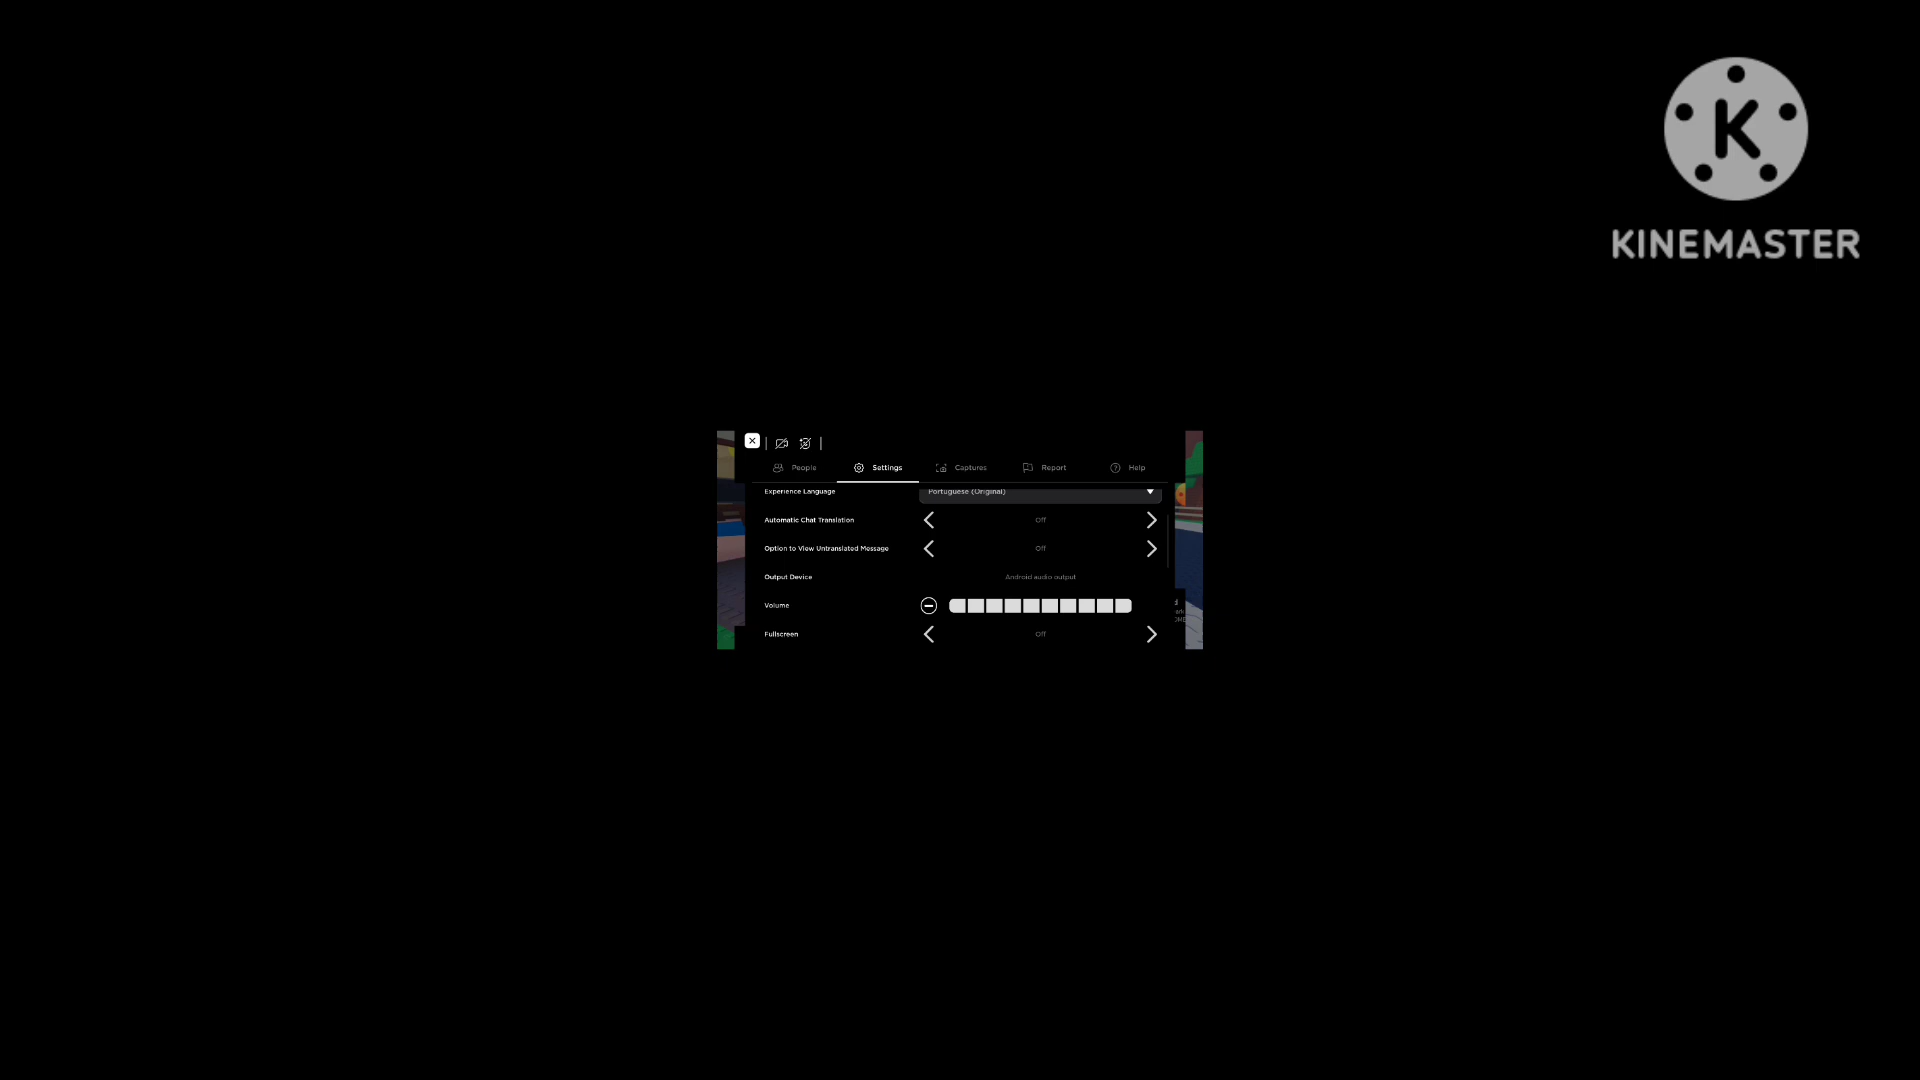 KINEMASTER
People Settings Captures Report Help
Experience Language Portuguese (Original)
Automatic Chat Translation Off
Option to View Untranslated Message Off
Output Device Android audio output
Volume
Fullscreen Off